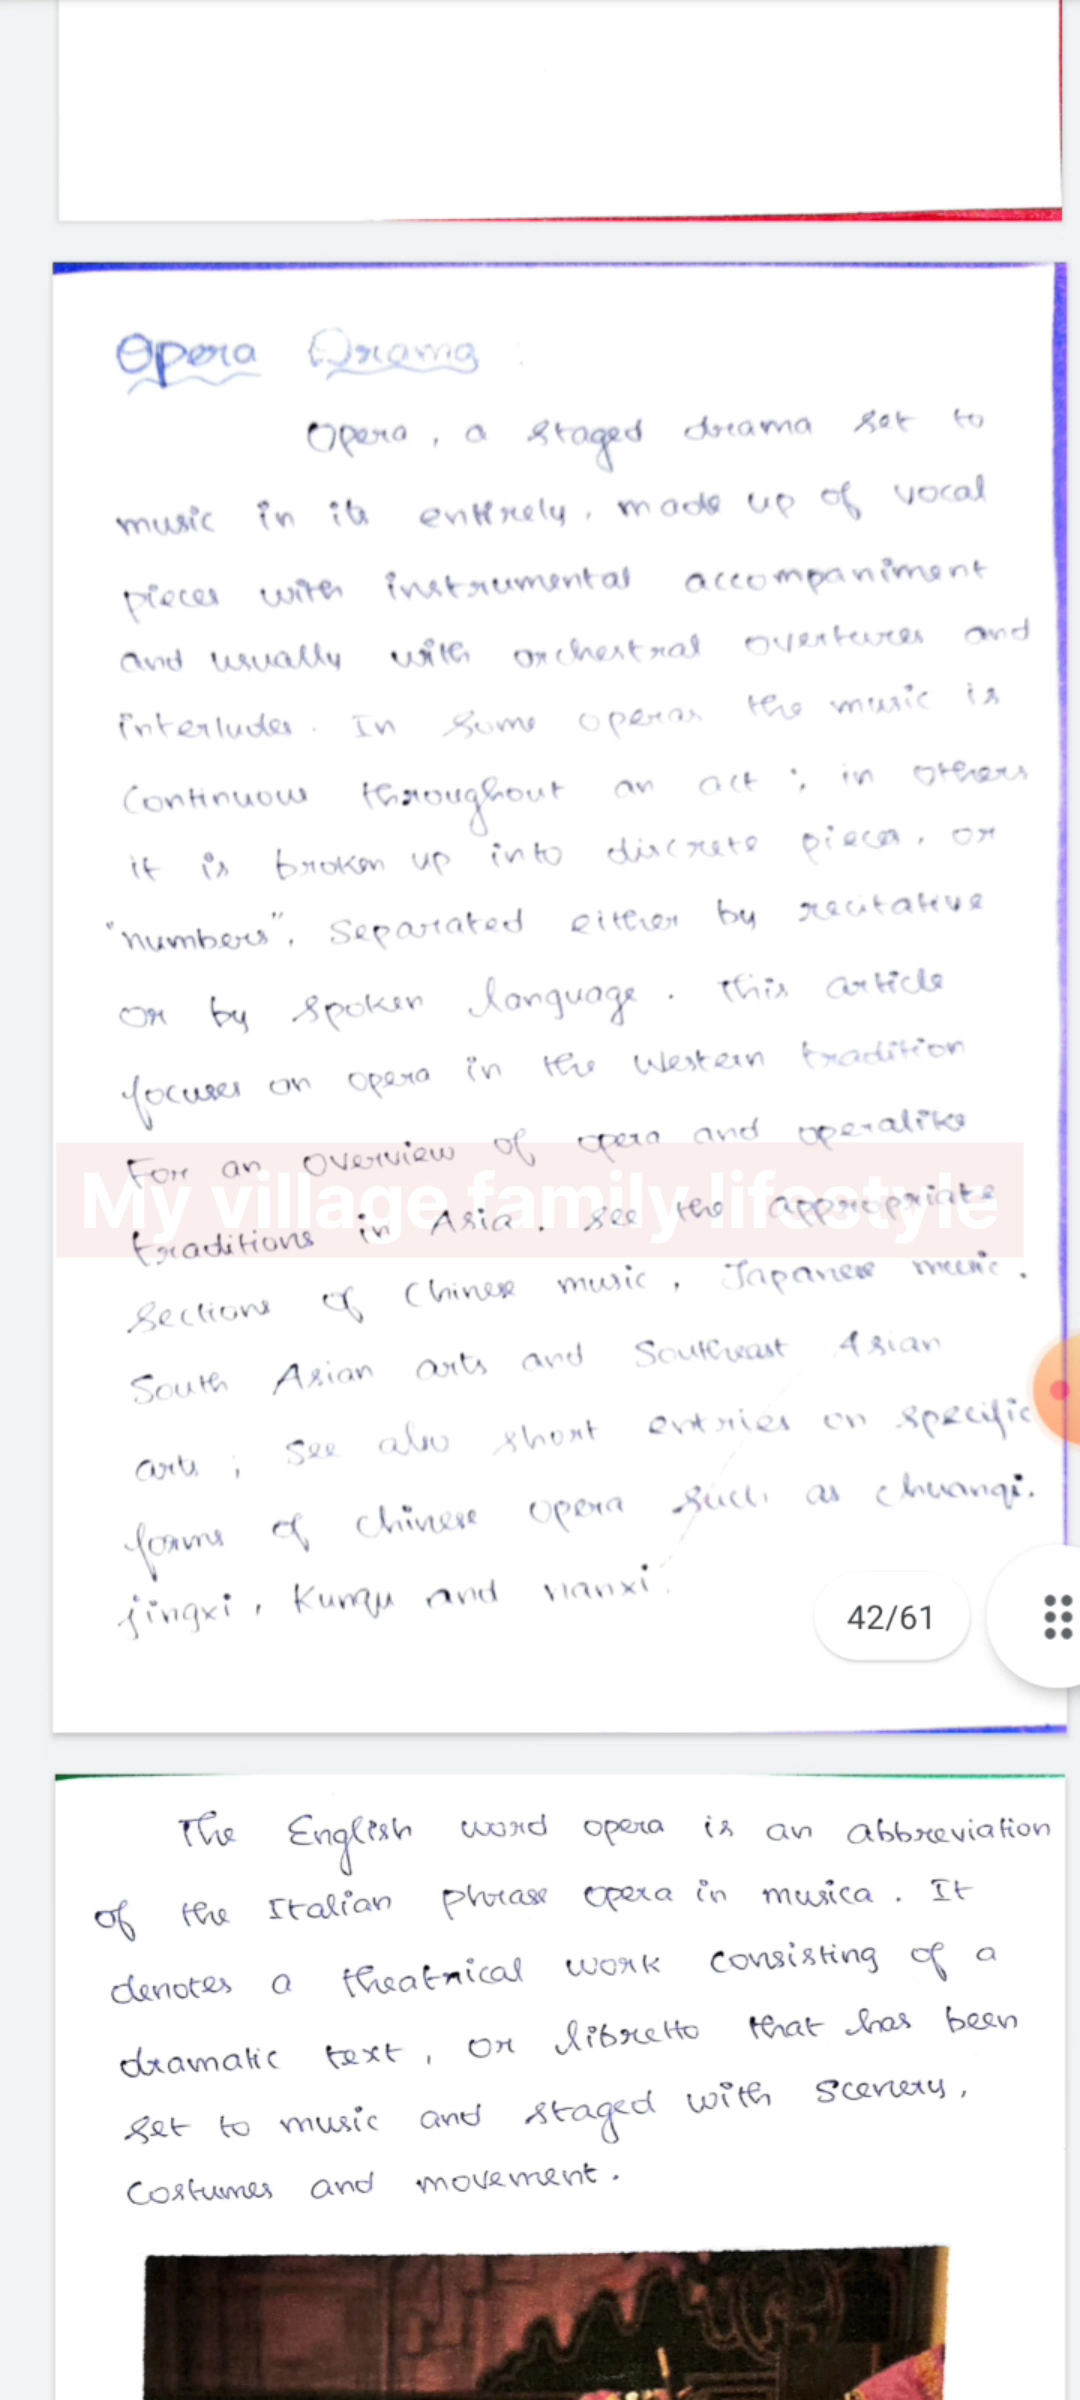 Opera Drama :
Opera, a staged drama set to
music in its entirely, made up of vocal
pieces with instrumental accompaniment
and usually with orchestral overtures and
interludes. In some operas the music is
continuous throughout an act ; in others
it is broken up into discrete pieces, or
"numbers", separated either by recitative
or by spoken language. This article
focuses on opera in the Western tradition
For an overview of opera and operalike
My village family lifestyle
traditions in Asia, see the appropriate
sections of Chinese music, Japanese music.
South Asian arts and Southeast Asian
arts ; see also short entries on specific
forms of chinese opera such as chuanqi.
jingxi, Kunqu and nanxi.
42/61
The English word opera is an abbreviation
of the Italian phrase opera in musica. It
denotes a theatrical work consisting of a
dramatic text, or libretto that has been
set to music and staged with scenery,
costumes and movement.